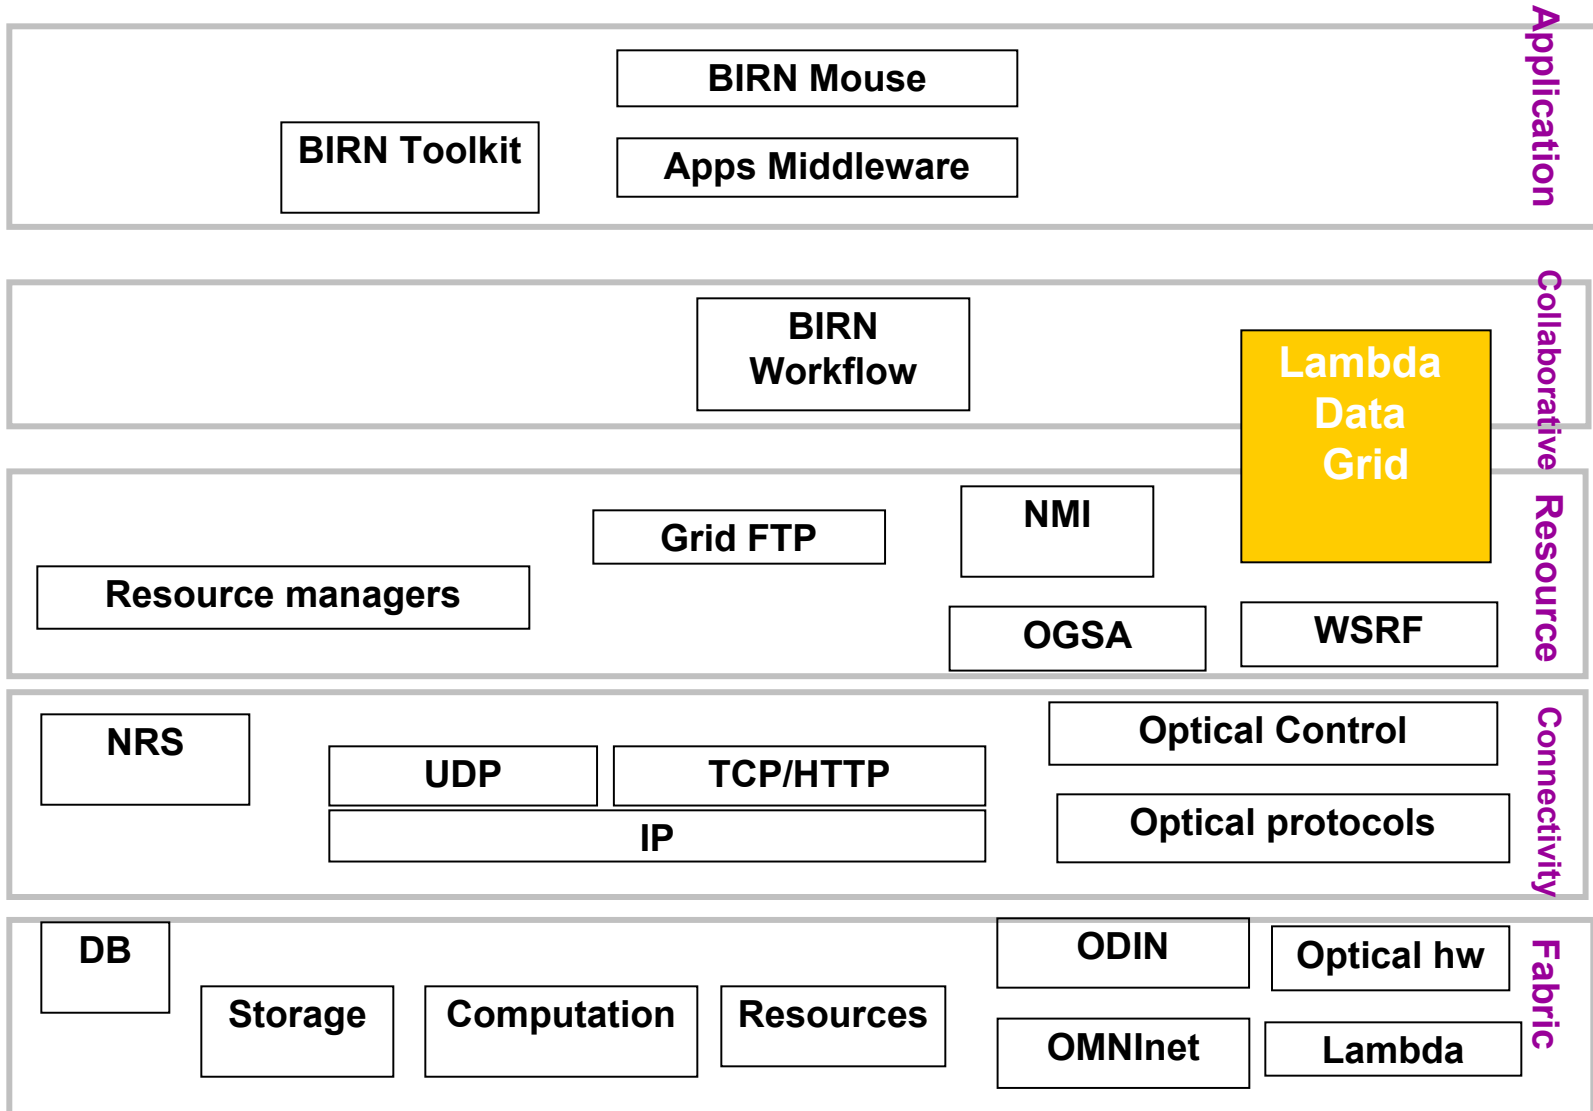 Application
BIRN Mouse
BIRN Toolkit
Apps Middleware
Collaborative
BIRN
Workflow
Lambda
Data
Grid
Resource
NMI
Grid FTP
Resource managers
OGSA
WSRF
Connectivity
NRS
Optical Control
UDP
TCP/HTTP
IP
Optical protocols
Fabric
DB
ODIN
Optical hw
Storage
Computation
Resources
OMNInet
Lambda